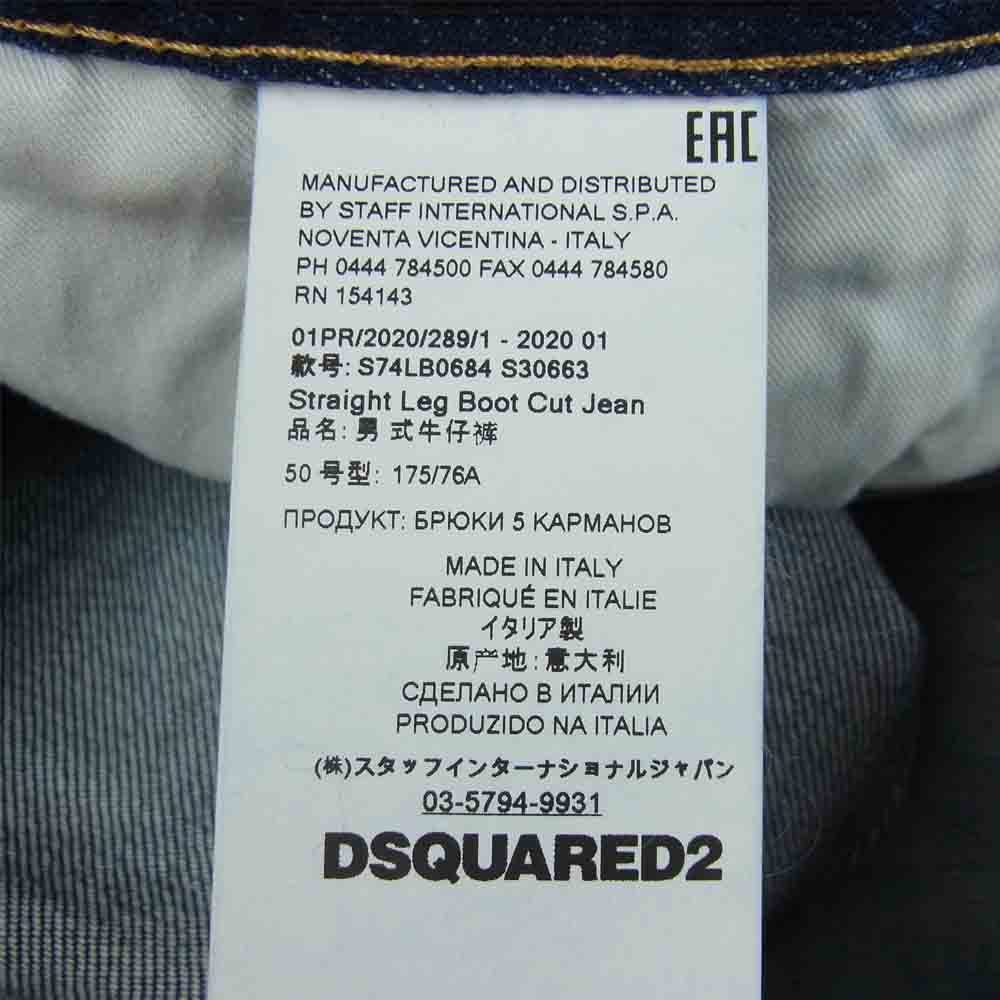 EAC
MANUFACTURED AND DISTRIBUTED
BY STAFF INTERNATIONAL S.P.A.
NOVENTA VICENTINA - ITALY
PH 0444 784500 FAX 0444 784580
RN 154143
01PR/2020/289/1 - 2020 01
款号: S74LB0684 S30663
Straight Leg Boot Cut Jean
品名: 男 式牛仔裤
50 号型: 175/76A
ПРОДУКТ: БРЮКИ 5 КАРМАНОВ
MADE IN ITALY
FABRIQUÉ EN ITALIE
イタリア製
原产地: 意大利
СДЕЛАНО В ИТАЛИИ
PRODUZIDO NA ITALIA
(株)スタッフインターナショナルジャパン
03-5794-9931
DSQUARED2